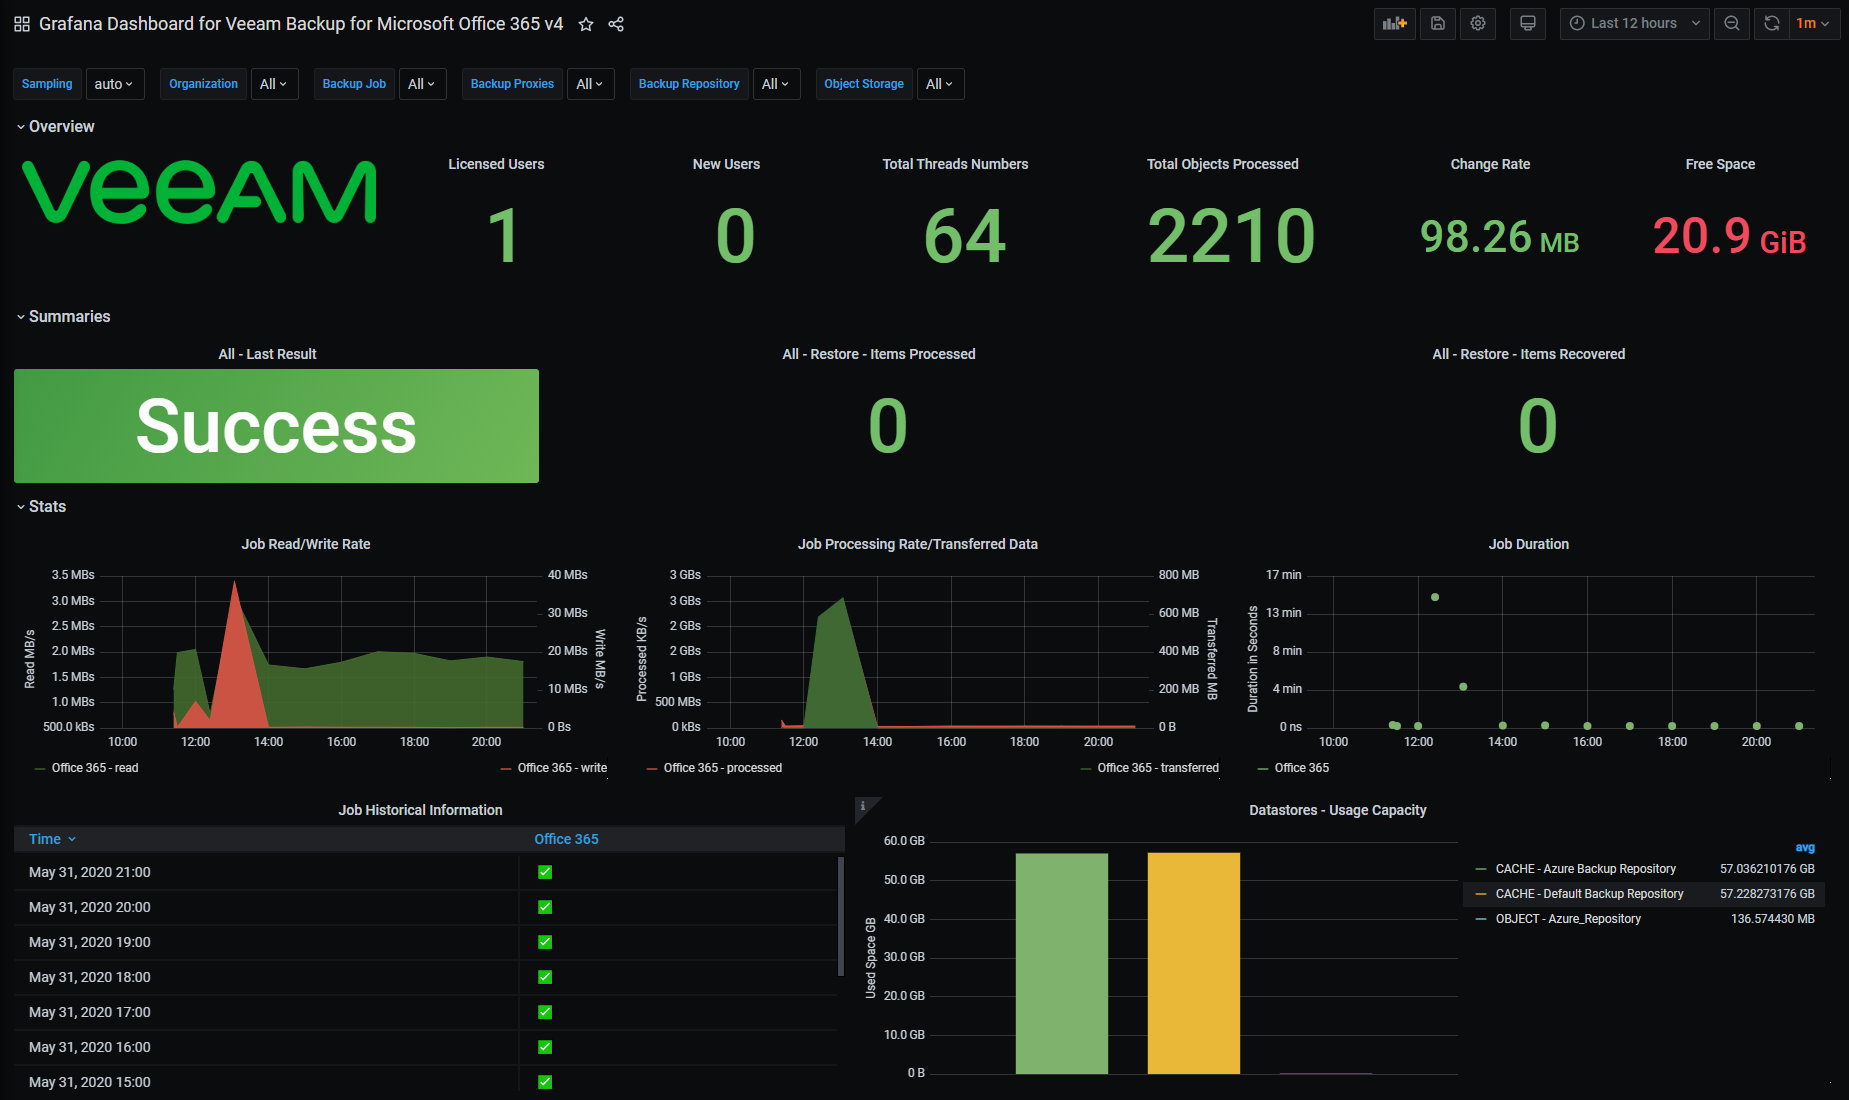 Grafana Dashboard for Veeam Backup for Microsoft Office 365 v4
Last 12 hours
1m
Sampling auto Organization All Backup Job All Backup Proxies All Backup Repository All Object Storage All
Overview
veeAM
Licensed Users
1
New Users
0
Total Threads Numbers
64
Total Objects Processed
2210
Change Rate
98.26 MB
Free Space
20.9 GiB
Summaries
All - Last Result
Success
All - Restore - Items Processed
0
All - Restore - Items Recovered
0
Stats
Job Read/Write Rate
Read MB/s
3.5 MBs
3.0 MBs
2.5 MBs
2.0 MBs
1.5 MBs
1.0 MBs
500.0 kBs
40 MBs
30 MBs
20 MBs
10 MBs
0 Bs
Write MB/s
10:00 12:00 14:00 16:00 18:00 20:00
Office 365 - read
Office 365 - write
Job Processing Rate/Transferred Data
Processed KB/s
3 GBs
3 GBs
2 GBs
2 GBs
1 GBs
500 MBs
0 kBs
800 MB
600 MB
400 MB
200 MB
0 B
Transferred MB
10:00 12:00 14:00 16:00 18:00 20:00
Office 365 - processed
Office 365 - transferred
Job Duration
Duration in Seconds
17 min
13 min
8 min
4 min
0 ns
10:00 12:00 14:00 16:00 18:00 20:00
Office 365
Job Historical Information
Time Office 365
May 31, 2020 21:00
May 31, 2020 20:00
May 31, 2020 19:00
May 31, 2020 18:00
May 31, 2020 17:00
May 31, 2020 16:00
May 31, 2020 15:00
i
Datastores - Usage Capacity
Used Space GB
60.0 GB
50.0 GB
40.0 GB
30.0 GB
20.0 GB
10.0 GB
0 B
avg
CACHE - Azure Backup Repository 57.036210176 GB
CACHE - Default Backup Repository 57.228273176 GB
OBJECT - Azure_Repository 136.574430 MB